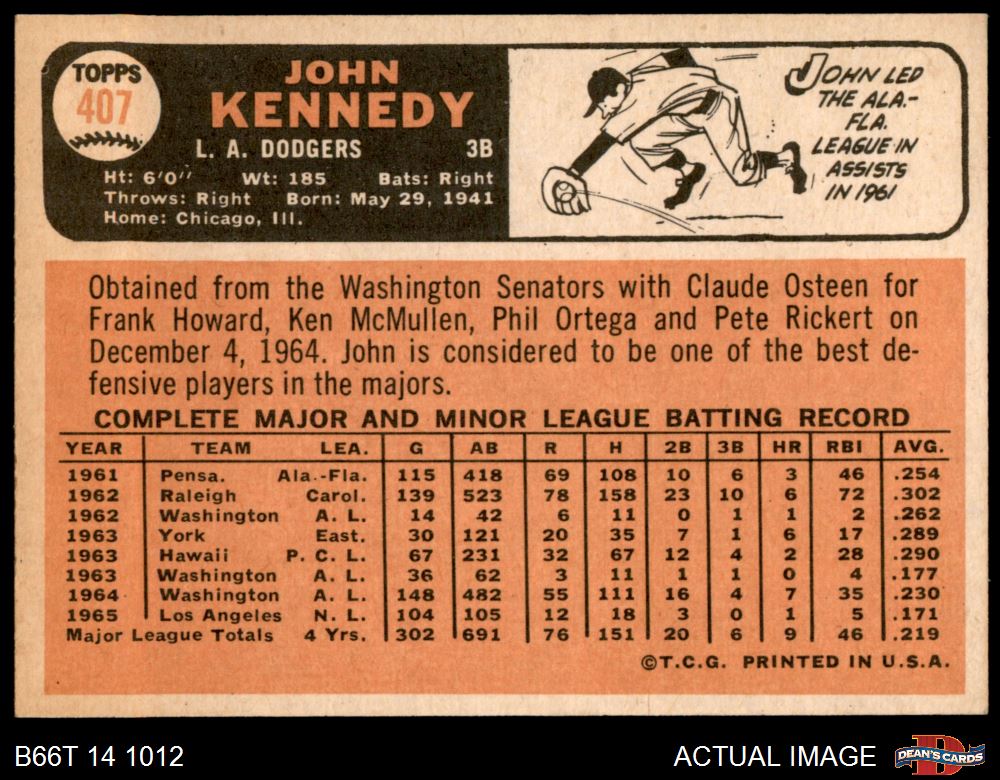 TOPPS
407
JOHN
KENNEDY
L. A. DODGERS 3B
Ht: 6'0'' Wt: 185 Bats: Right
Throws: Right Born: May 29, 1941
Home: Chicago, Ill.
JOHN LED
THE ALA.-
FLA.
LEAGUE IN
ASSISTS
IN 1961
Obtained from the Washington Senators with Claude Osteen for
Frank Howard, Ken McMullen, Phil Ortega and Pete Rickert on
December 4, 1964. John is considered to be one of the best de-
fensive players in the majors.
COMPLETE MAJOR AND MINOR LEAGUE BATTING RECORD
YEAR TEAM LEA. G AB R H 2B 3B HR RBI AVG.
1961 Pensa. Ala.-Fla. 115 418 69 108 10 6 3 46 .254
1962 Raleigh Carol. 139 523 78 158 23 10 6 72 .302
1962 Washington A. L. 14 42 6 11 0 1 1 2 .262
1963 York East. 30 121 20 35 7 1 6 17 .289
1963 Hawaii P. C. L. 67 231 32 67 12 4 2 28 .290
1963 Washington A. L. 36 62 3 11 1 1 0 4 .177
1964 Washington A. L. 148 482 55 111 16 4 7 35 .230
1965 Los Angeles N. L. 104 105 12 18 3 0 1 5 .171
Major League Totals 4 Yrs. 302 691 76 151 20 6 9 46 .219
©T.C.G. PRINTED IN U.S.A.
B66T 14 1012 ACTUAL IMAGE DEAN'S CARDS